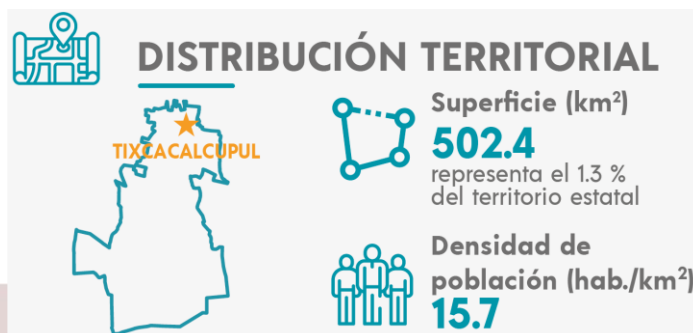 DISTRIBUCIÓN TERRITORIAL
TIXCACALCUPUL
Superficie (km²)
502.4
representa el 1.3 %
del territorio estatal
Densidad de
población (hab./km²)
15.7